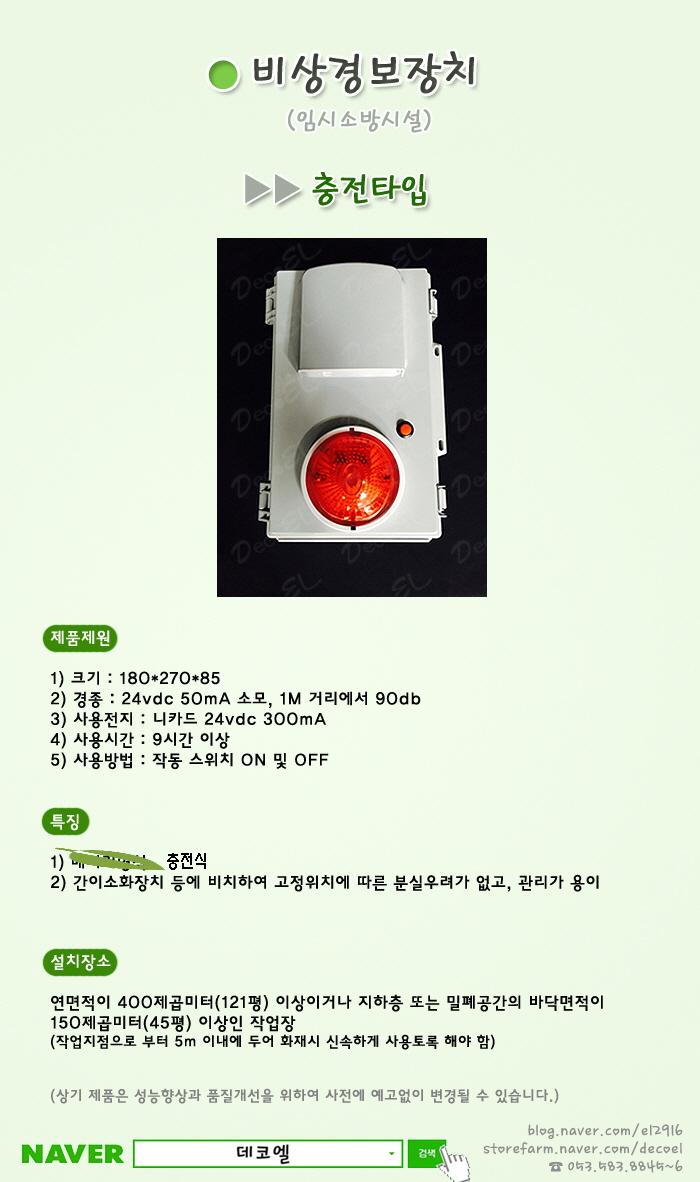 비상경보장치
(임시소방시설)
충전타입
DecoEL
제품제원
1) 크기 : 180*270*85
2) 경종 : 24vdc 50mA 소모, 1M 거리에서 90db
3) 사용전지 : 니카드 24vdc 300mA
4) 사용시간 : 9시간 이상
5) 사용방법 : 작동 스위치 ON 및 OFF
특징
1) 충전식
2) 간이소화장치 등에 비치하여 고정위치에 따른 분실우려가 없고, 관리가 용이
설치장소
연면적이 400제곱미터(121평) 이상이거나 지하층 또는 밀폐공간의 바닥면적이
150제곱미터(45평) 이상인 작업장
(작업지점으로 부터 5m 이내에 두어 화재시 신속하게 사용토록 해야 함)
(상기 제품은 성능향상과 품질개선을 위하여 사전에 예고없이 변경될 수 있습니다.)
blog.naver.com/el2916
storefarm.naver.com/decoel
☎ 053.583.8845~6
NAVER 데코엘 검색